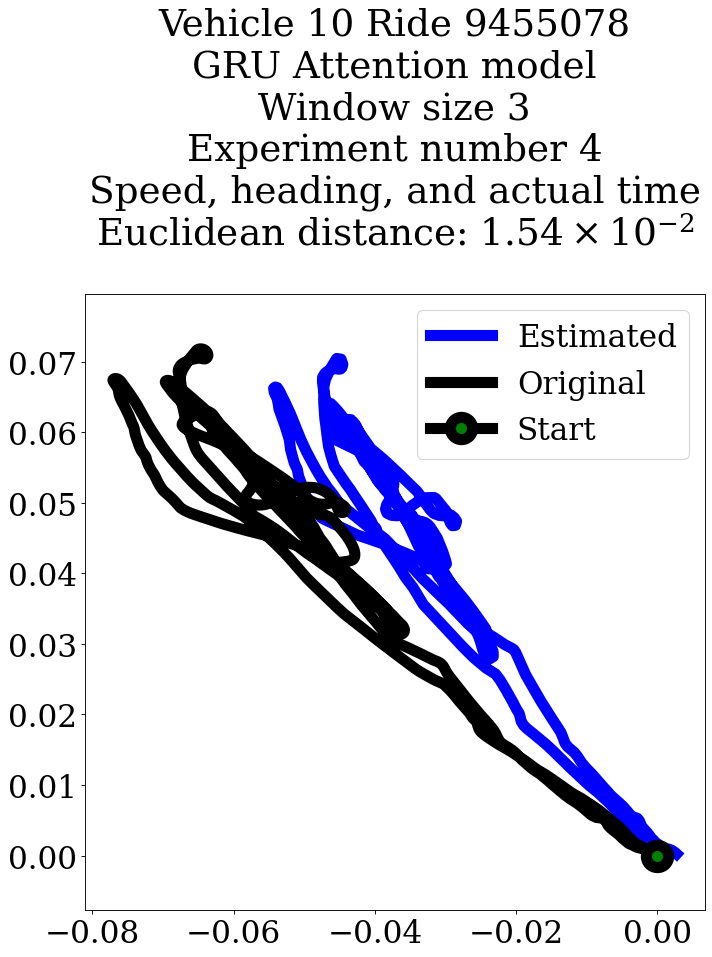 Vehicle 10 Ride 9455078
GRU Attention model
Window size 3
Experiment number 4
Speed, heading, and actual time
Euclidean distance: 1.54 × 10⁻²
Estimated
Original
Start
0.07
0.06
0.05
0.04
0.03
0.02
0.01
0.00
−0.08 −0.06 −0.04 −0.02 0.00